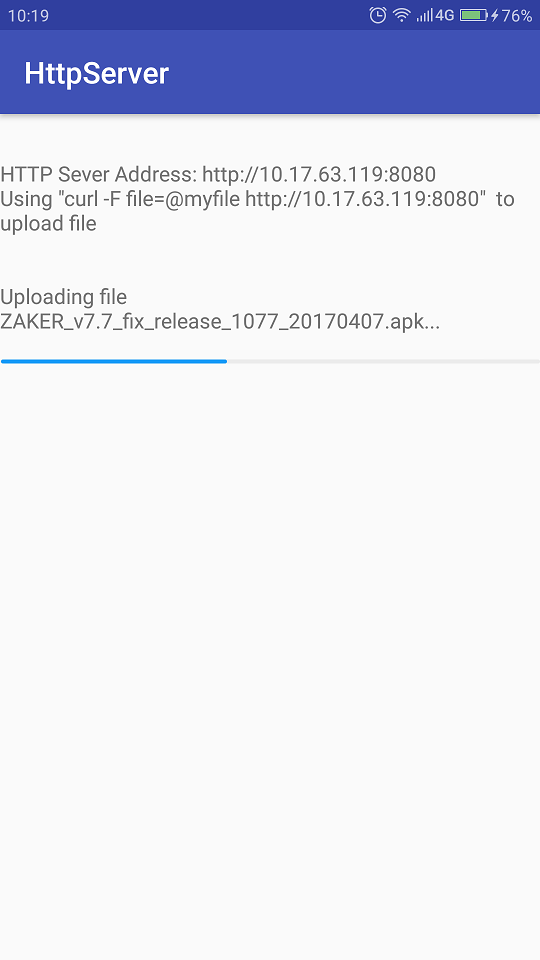 10:19 4G 76%
HttpServer
HTTP Sever Address: http://10.17.63.119:8080
Using "curl -F file=@myfile http://10.17.63.119:8080"  to
upload file
Uploading file
ZAKER_v7.7_fix_release_1077_20170407.apk...